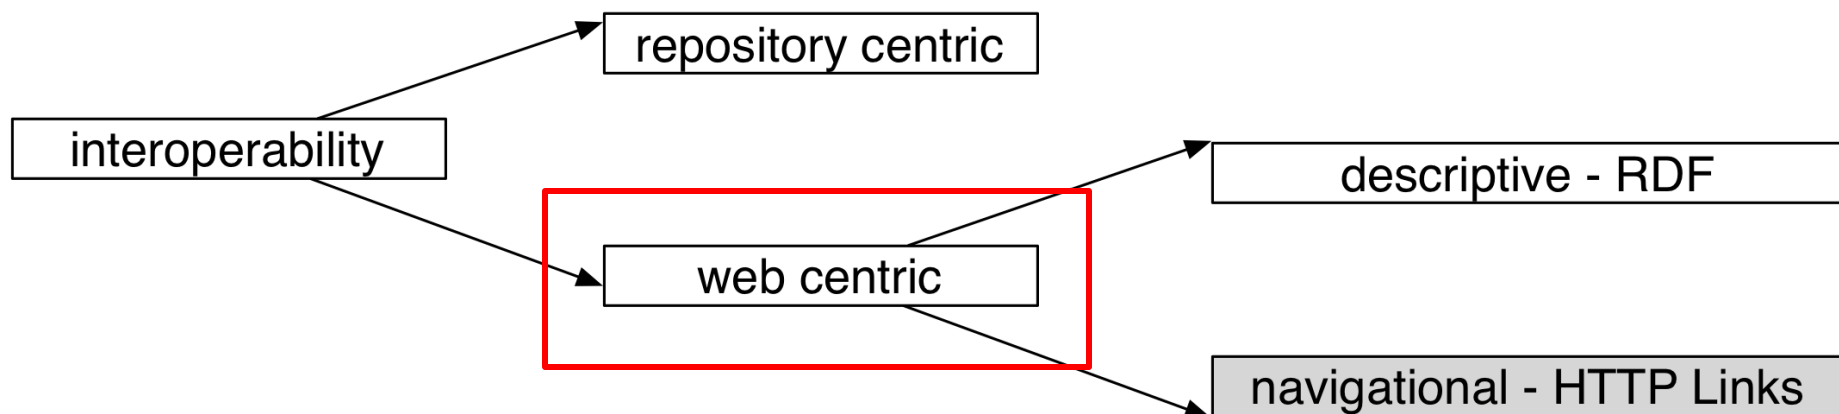 repository centric
interoperability
descriptive - RDF
web centric
navigational - HTTP Links